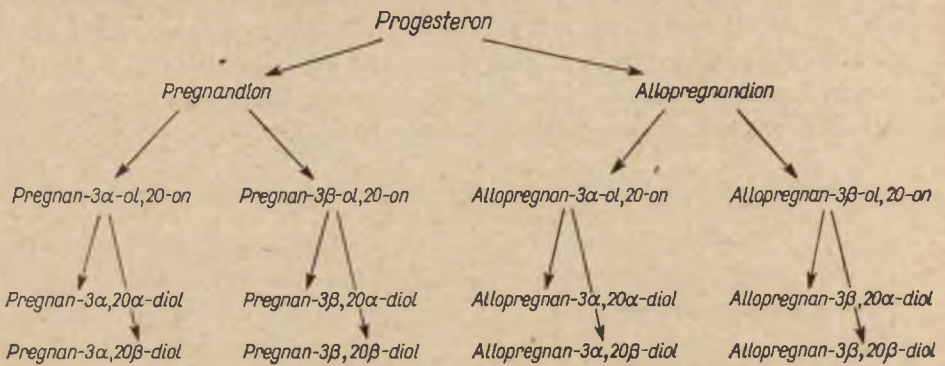 Progesteron
Pregnandion Allopregnandion
Pregnan-3α-ol,20-on Pregnan-3β-ol,20-on Allopregnan-3α-ol,20-on Allopregnan-3β-ol,20-on
Pregnan-3α,20α-diol Pregnan-3β,20α-diol Allopregnan-3α,20α-diol Allopregnan-3β,20α-diol
Pregnan-3α,20β-diol Pregnan-3β,20β-diol Allopregnan-3α,20β-diol Allopregnan-3β,20β-diol